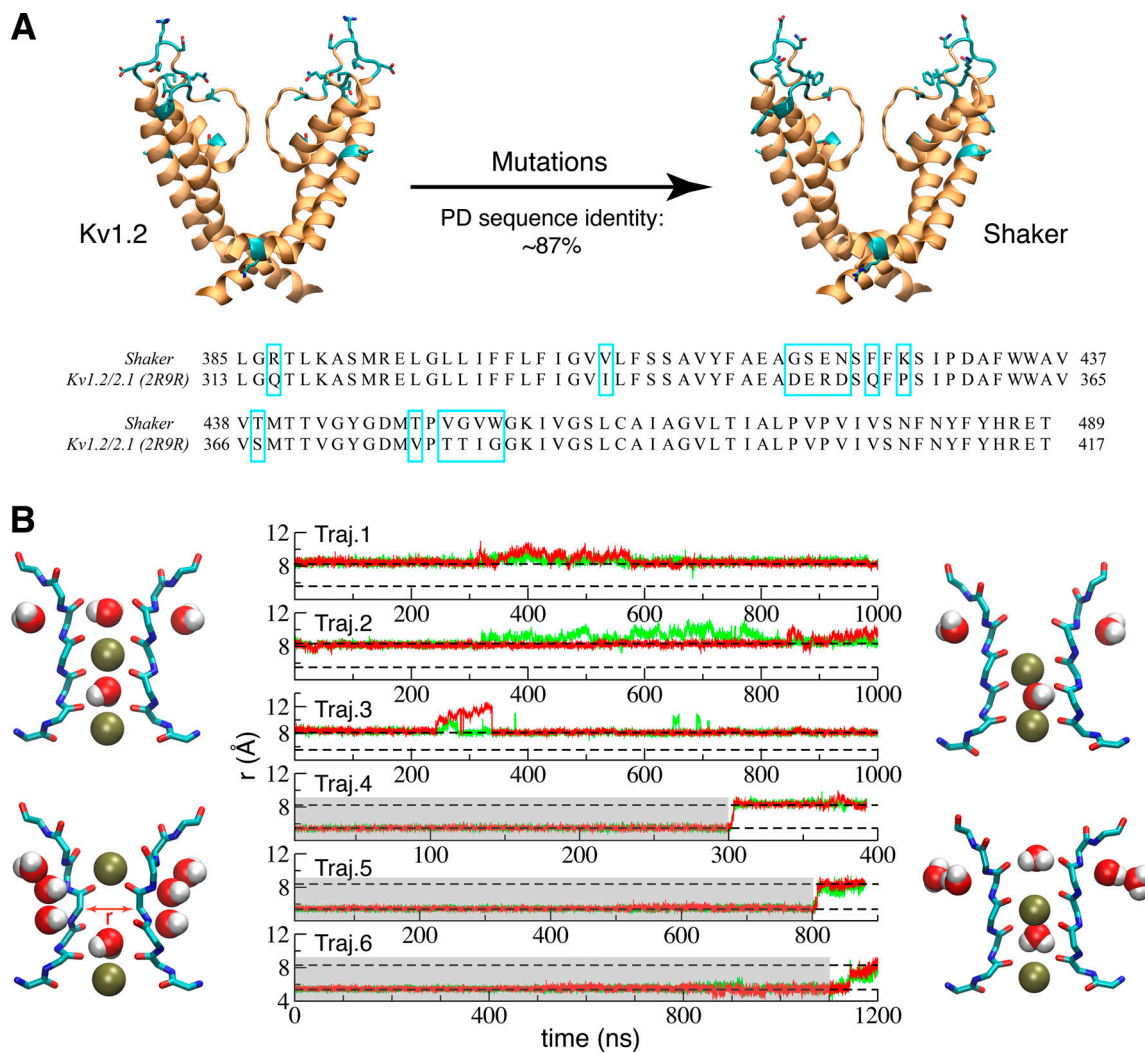 A
Kv1.2
Mutations
PD sequence identity:
~87%
Shaker
Shaker 385 L G R T L K A S M R E L G L L I F F L F I G V V L F S S A V Y F A E A G S E N S F F K S I P D A F W W A V 437
Kv1.2/2.1 (2R9R) 313 L G Q T L K A S M R E L G L L I F F L F I G V I L F S S A V Y F A E A D E R D S Q F P S I P D A F W W A V 365
Shaker 438 V T M T T V G Y G D M T P V G V W G K I V G S L C A I A G V L T I A L P V P V I V S N F N Y F Y H R E T 489
Kv1.2/2.1 (2R9R) 366 V S M T T V G Y G D M V P T T I G G K I V G S L C A I A G V L T I A L P V P V I V S N F N Y F Y H R E T 417
B
12
8
Traj.1
200 400 600 800 1000
12
8
Traj.2
200 400 600 800 1000
12
8
Traj.3
0 200 400 600 800 1000
r (Å)
8
Traj.4
100 200 300 400
8
Traj.5
200 400 600 800
8
4
Traj.6
0 400 800 1200
time (ns)
r